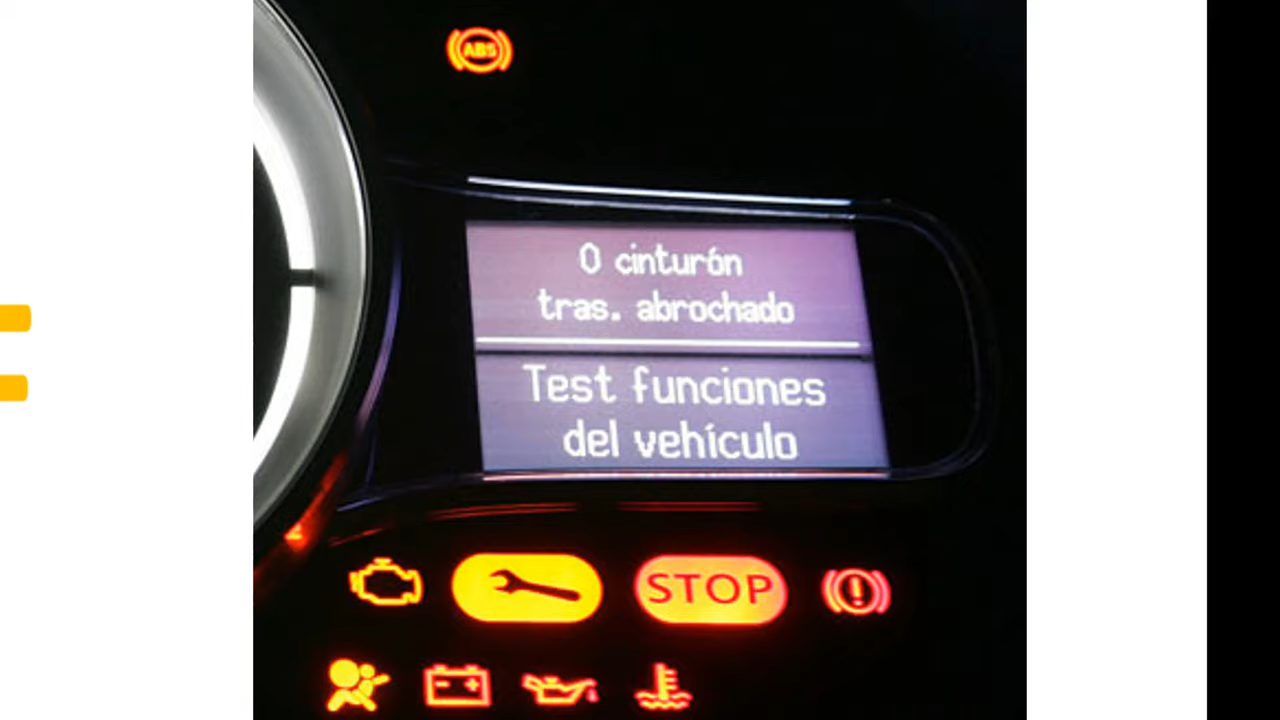 ABS
0 cinturón
tras. abrochado
Test funciones
del vehículo
STOP